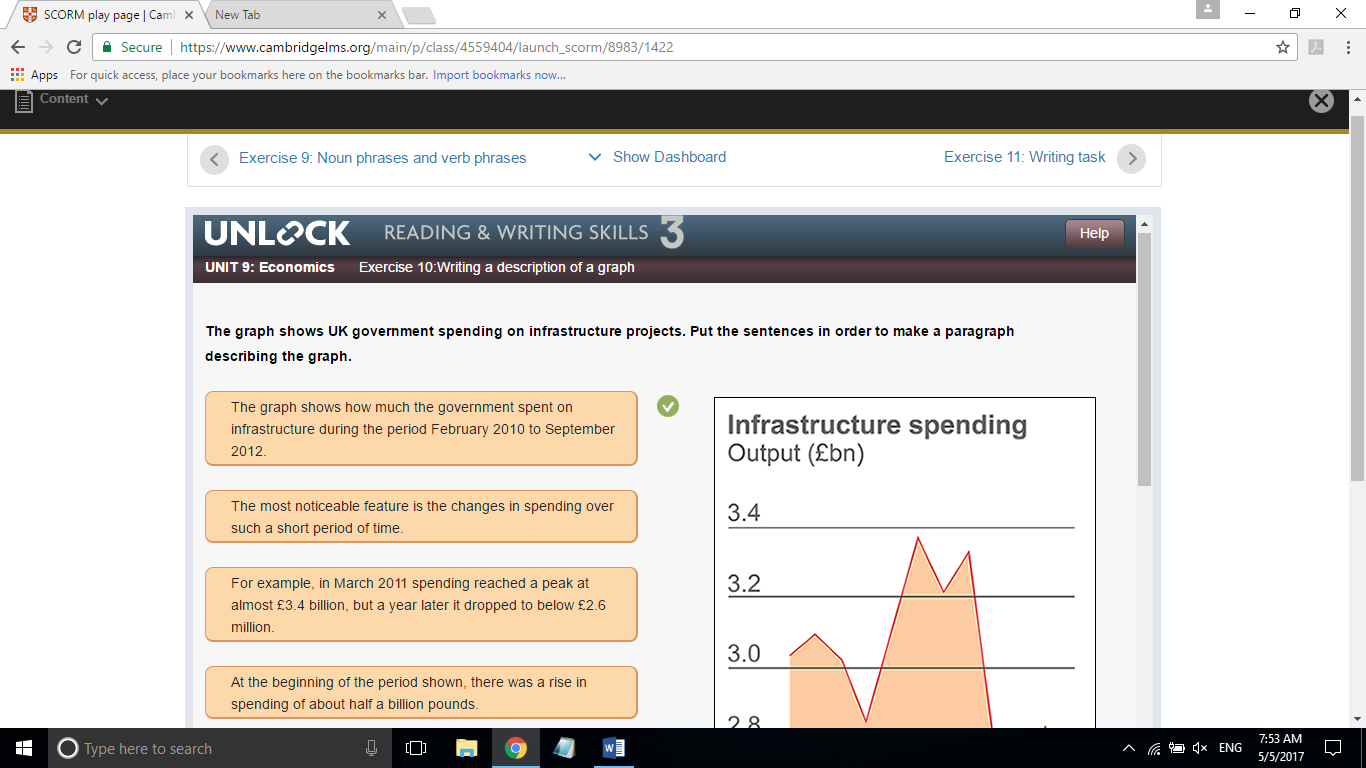 SCORM play page | Cam
New Tab
Secure
https://www.cambridgelms.org/main/p/class/4559404/launch_scorm/8983/1422
Apps
For quick access, place your bookmarks here on the bookmarks bar. Import bookmarks now...
Content
Exercise 9: Noun phrases and verb phrases
Show Dashboard
Exercise 11: Writing task
UNLOCK READING & WRITING SKILLS 3
Help
UNIT 9: Economics Exercise 10:Writing a description of a graph
The graph shows UK government spending on infrastructure projects. Put the sentences in order to make a paragraph
describing the graph.
The graph shows how much the government spent on
infrastructure during the period February 2010 to September
2012.
The most noticeable feature is the changes in spending over
such a short period of time.
For example, in March 2011 spending reached a peak at
almost £3.4 billion, but a year later it dropped to below £2.6
million.
At the beginning of the period shown, there was a rise in
spending of about half a billion pounds.
Infrastructure spending
Output (£bn)
3.4
3.2
3.0
2.8
Type here to search
ENG
7:53 AM
5/5/2017